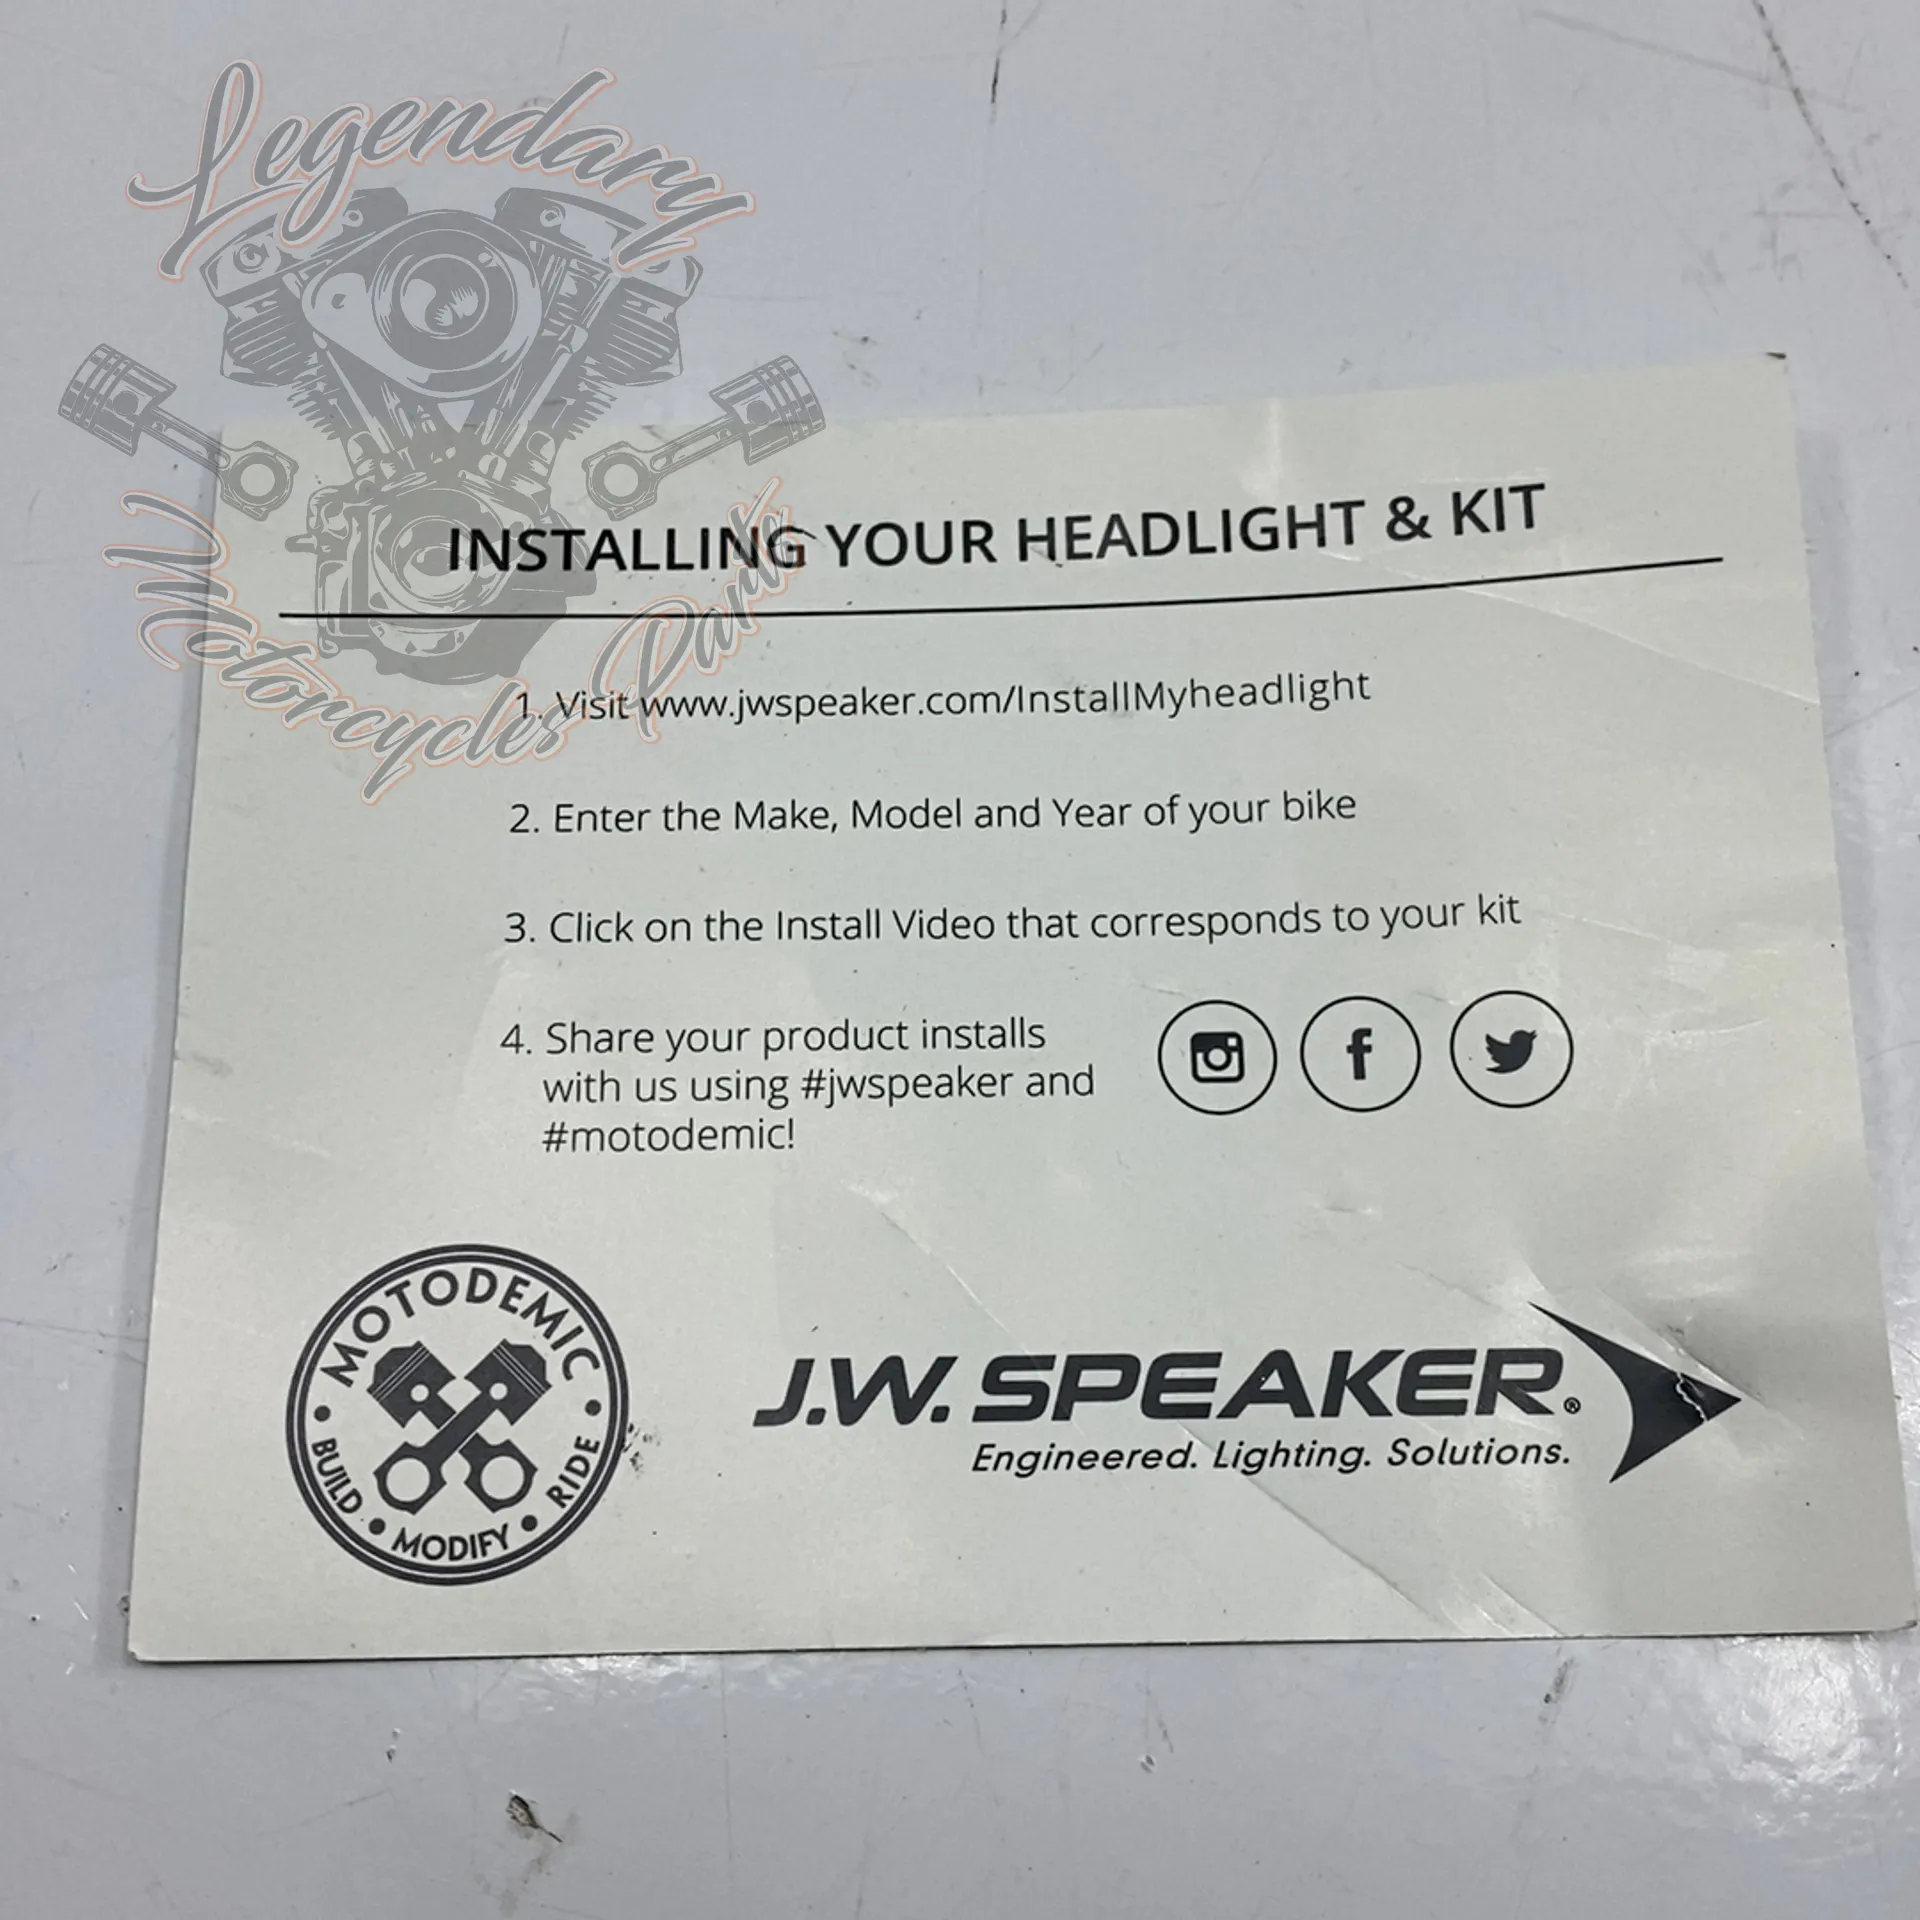 Legendary
Motorcycles Parts
INSTALLING YOUR HEADLIGHT & KIT
1. Visit www.jwspeaker.com/InstallMyheadlight
2. Enter the Make, Model and Year of your bike
3. Click on the Install Video that corresponds to your kit
4. Share your product installs
with us using #jwspeaker and
#motodemic!
MOTODEMIC
• BUILD • MODIFY • RIDE •
J.W. SPEAKER®
Engineered. Lighting. Solutions.